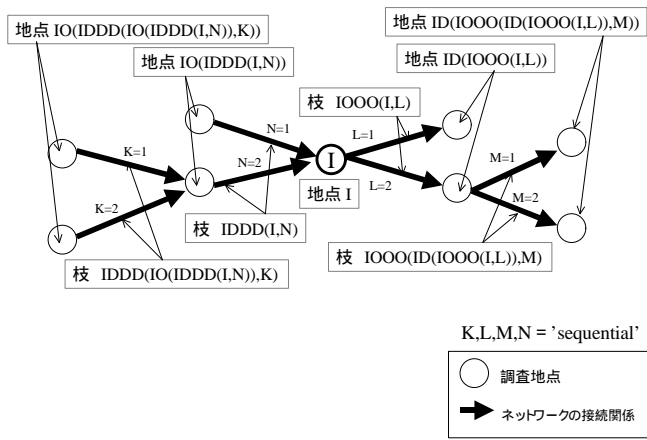 地点 IO(IDDD(IO(IDDD(I,N)),K))
地点 IO(IDDD(I,N))
地点 ID(IOOO(ID(IOOO(I,L)),M))
地点 ID(IOOO(I,L))
枝 IOOO(I,L)
N=1
L=1
K=1
N=2
I
L=2
M=1
地点 I
K=2
M=2
枝 IDDD(I,N)
枝 IDDD(IO(IDDD(I,N)),K)
枝 IOOO(ID(IOOO(I,L)),M)
K,L,M,N = ’sequential’
調査地点
ネットワークの接続関係